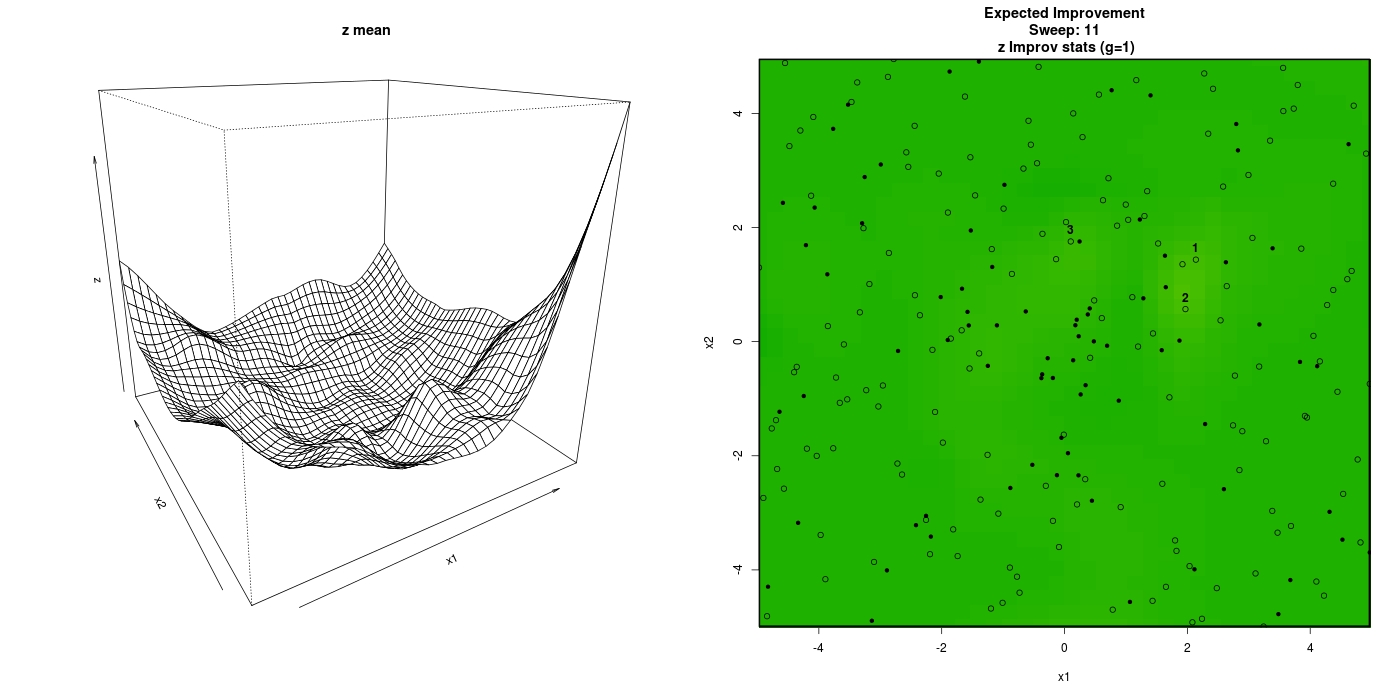 z mean
z
x2
x1
Expected Improvement
Sweep: 11
z Improv stats (g=1)
4
2
0
-2
-4
x2
3
1
2
-4
-2
0
2
4
x1